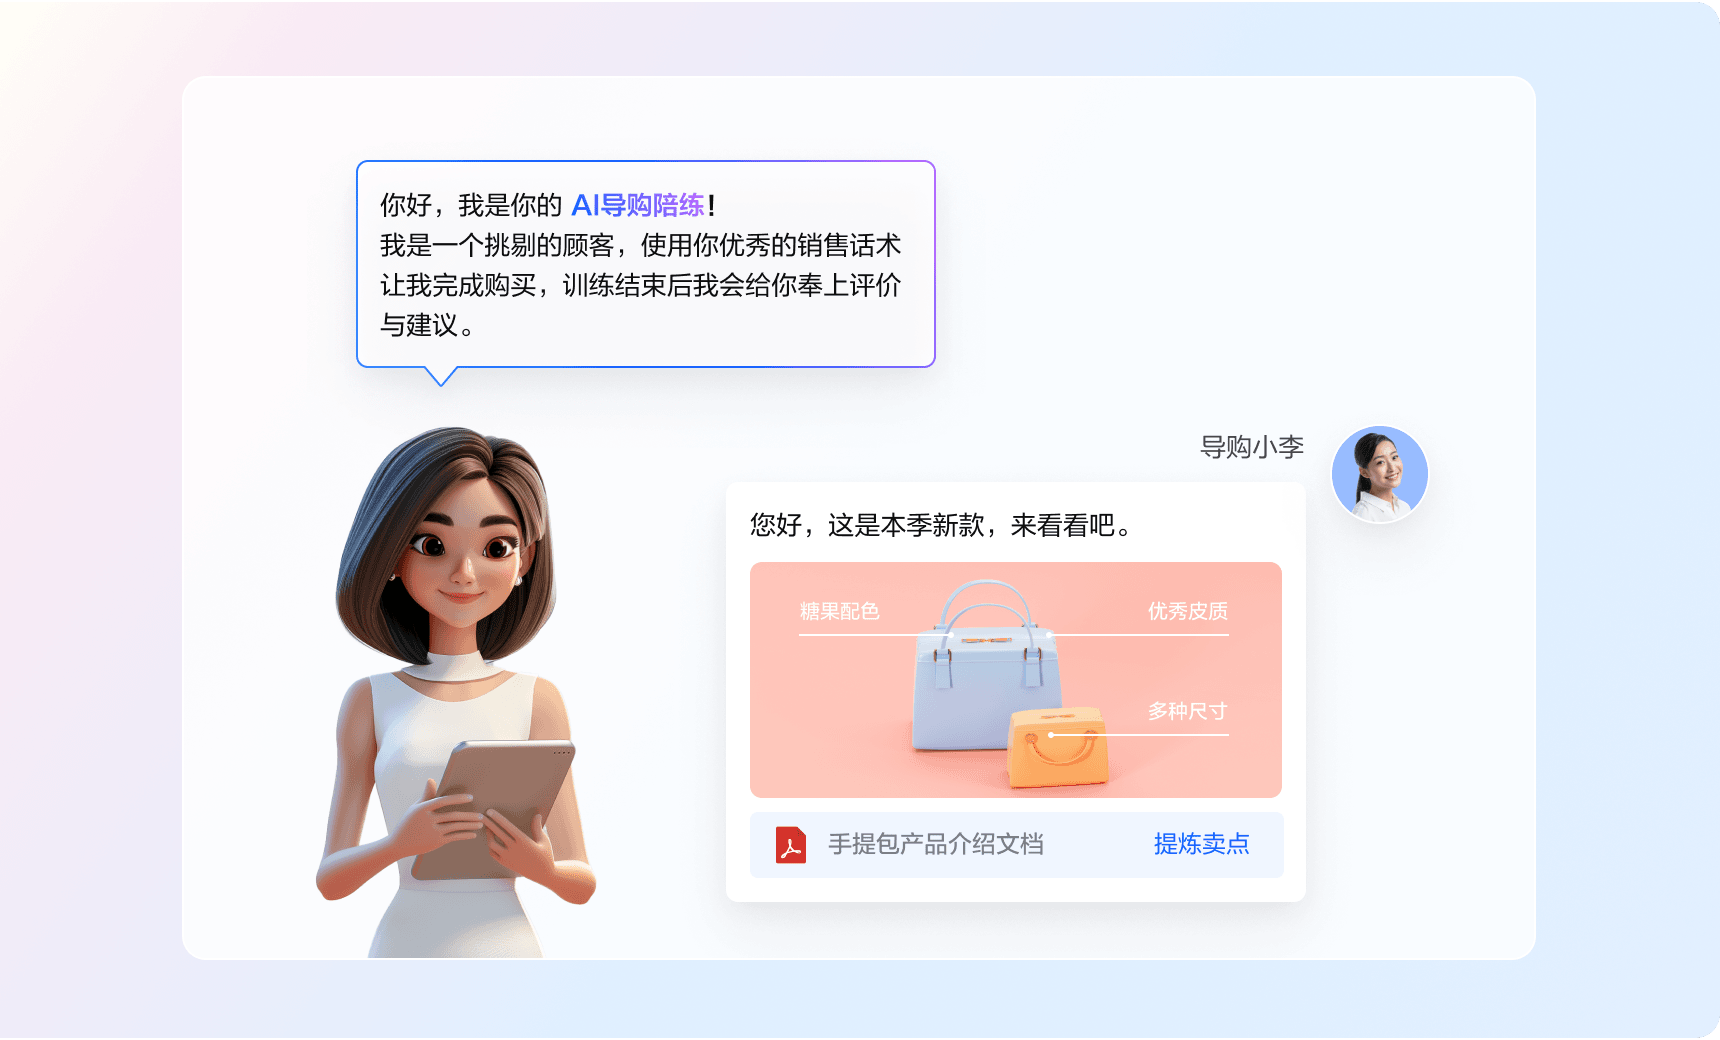 你好，我是你的 AI导购陪练！
我是一个挑剔的顾客，使用你优秀的销售话术
让我完成购买，训练结束后我会给你奉上评价
与建议。
导购小李
您好，这是本季新款，来看看吧。
糖果配色
优秀皮质
多种尺寸
手提包产品介绍文档
提炼卖点